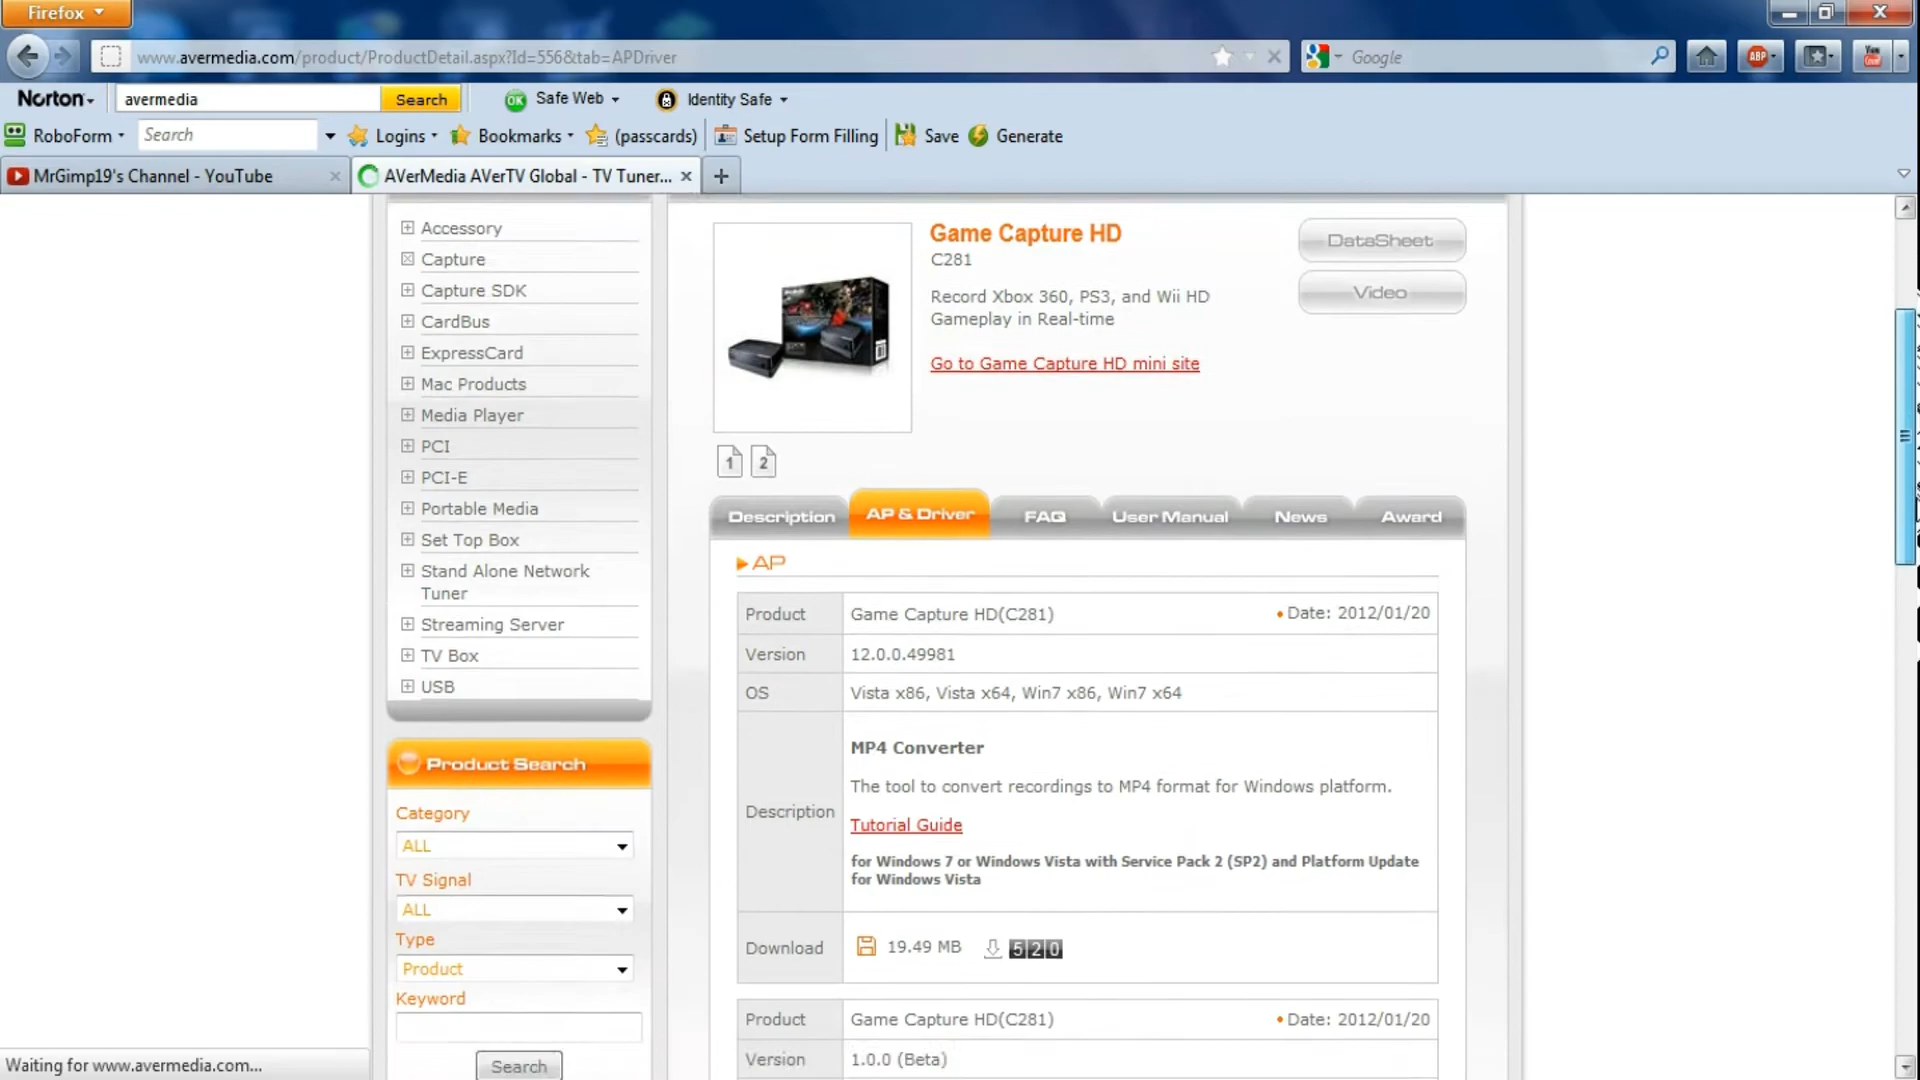 Firefox
www.avermedia.com/product/ProductDetail.aspx?Id=556&tab=APDriver
Google
ABP
You
Norton
avermedia
Search
OK
Safe Web
Identity Safe
RoboForm
Search
Logins
Bookmarks
(passcards)
Setup Form Filling
Save
Generate
MrGimp19's Channel - YouTube
AVerMedia AVerTV Global - TV Tuner...
Accessory
Capture
Capture SDK
CardBus
ExpressCard
Mac Products
Media Player
PCI
PCI-E
Portable Media
Set Top Box
Stand Alone Network
Tuner
Streaming Server
TV Box
USB
Product Search
Category
ALL
TV Signal
ALL
Type
Product
Keyword
Search
Game Capture HD
C281
Record Xbox 360, PS3, and Wii HD
Gameplay in Real-time
Go to Game Capture HD mini site
DataSheet
Video
1 2
Description
AP & Driver
FAQ
User Manual
News
Award
AP
Product Game Capture HD(C281) Date: 2012/01/20
Version 12.0.0.49981
OS Vista x86, Vista x64, Win7 x86, Win7 x64
Description
MP4 Converter
The tool to convert recordings to MP4 format for Windows platform.
Tutorial Guide
for Windows 7 or Windows Vista with Service Pack 2 (SP2) and Platform Update
for Windows Vista
Download 19.49 MB 520
Product Game Capture HD(C281) Date: 2012/01/20
Version 1.0.0 (Beta)
Waiting for www.avermedia.com...